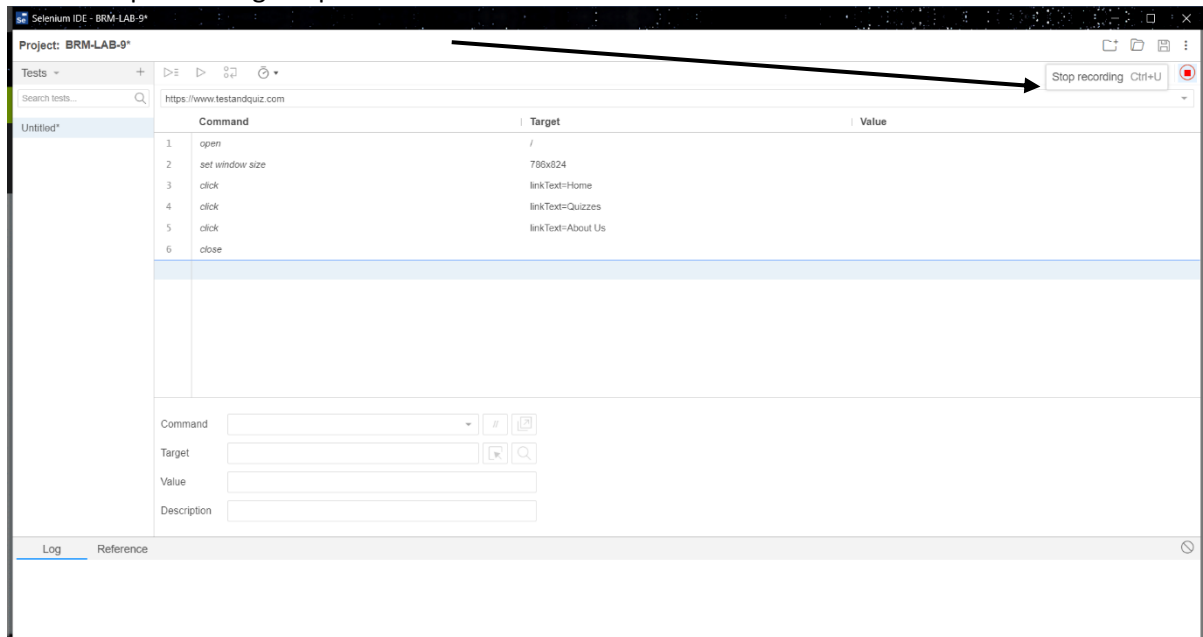 Selenium IDE - BRM-LAB-9*
Project: BRM-LAB-9*
Tests
Stop recording Ctrl+U
Search tests...
https://www.testandquiz.com
Untitled*
Command Target Value
1 open /
2 set window size 786x824
3 click linkText=Home
4 click linkText=Quizzes
5 click linkText=About Us
6 close
Command //
Target
Value
Description
Log Reference